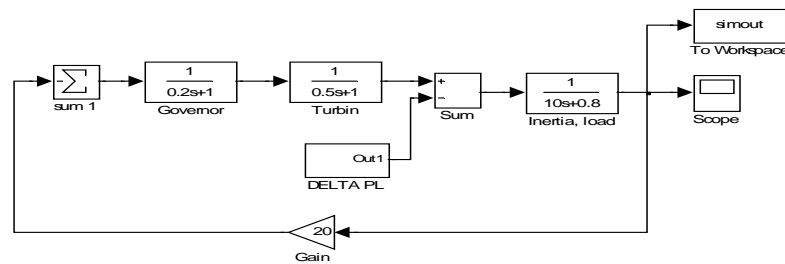 simout
To Workspace
1
0.2s+1
Governor
1
0.5s+1
Turbin
+
−
Sum
1
10s+0.8
Inertia, load
Scope
−
sum 1
Out1
DELTA PL
20
Gain